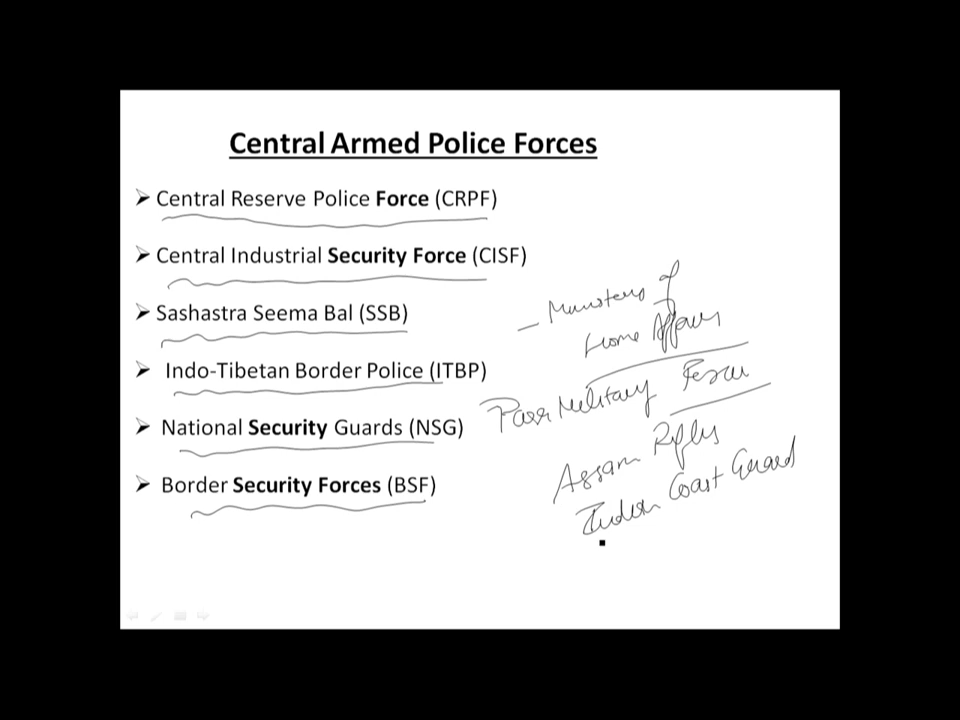 Central Armed Police Forces
➢ Central Reserve Police Force (CRPF)
➢ Central Industrial Security Force (CISF)
➢ Sashastra Seema Bal (SSB)
➢ Indo-Tibetan Border Police (ITBP)
➢ National Security Guards (NSG)
➢ Border Security Forces (BSF)
– Ministery of
Home Affairs
Para Military Force
Assam Rifles
Indian Coast Guard